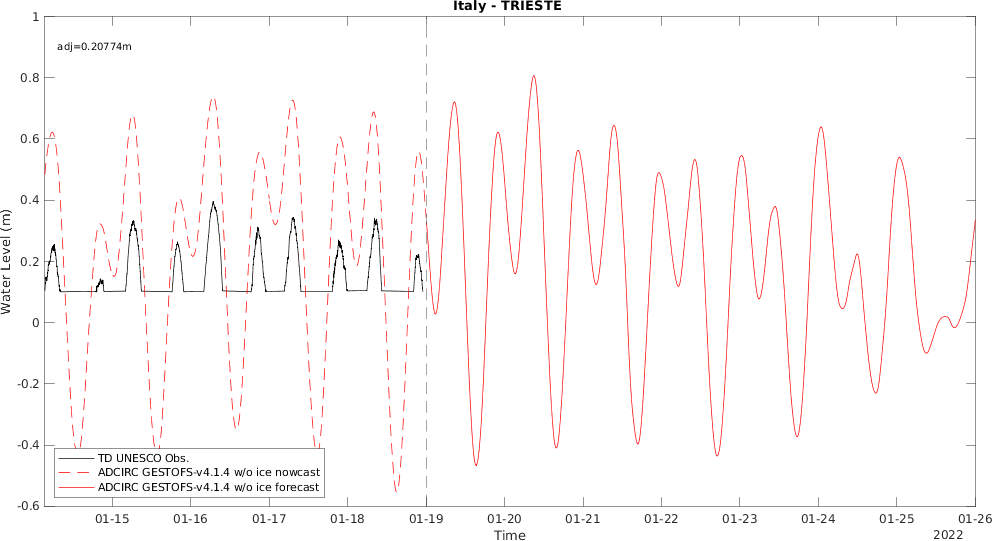 Italy - TRIESTE
adj=0.20774m
1
0.8
0.6
0.4
0.2
0
-0.2
-0.4
-0.6
Water Level (m)
TD UNESCO Obs.
ADCIRC GESTOFS-v4.1.4 w/o ice nowcast
ADCIRC GESTOFS-v4.1.4 w/o ice forecast
01-15 01-16 01-17 01-18 01-19 01-20 01-21 01-22 01-23 01-24 01-25 01-26
Time
2022